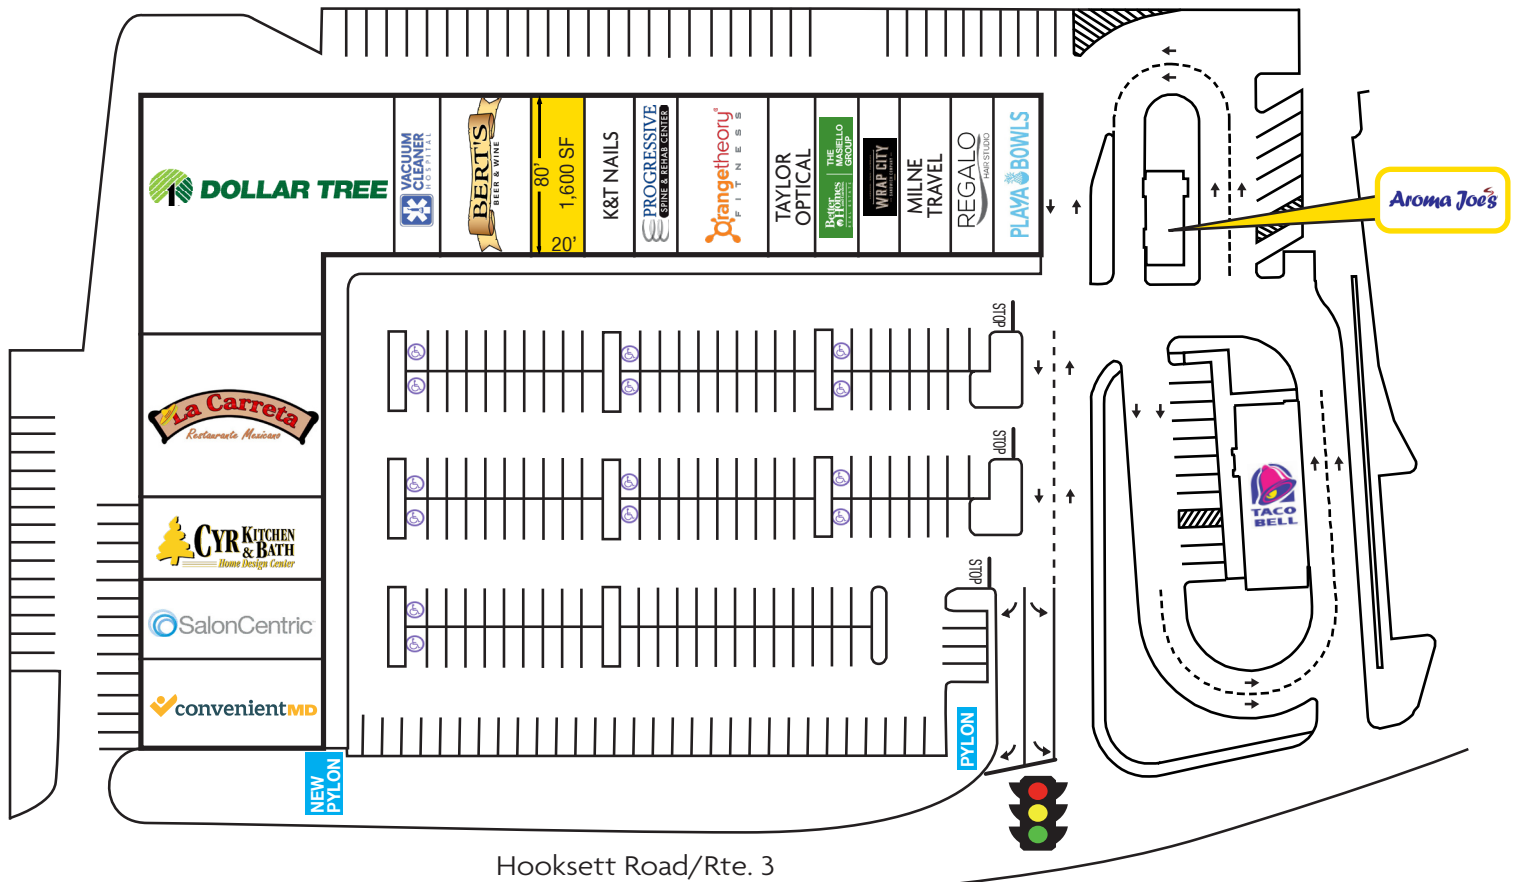 DOLLAR TREE
VACUUM
CLEANER
HOSPITAL
BERT'S
BEER & WINE
80'
1,600 SF
20'
K&T NAILS
PROGRESSIVE
SPINE & REHAB CENTER
Orangetheory
FITNESS
TAYLOR
OPTICAL
Better
Homes
THE
MASIELLO
GROUP
WRAP CITY
MILNE
TRAVEL
REGALO
HAIR STUDIO
PLAYA BOWLS
Aroma Joe's
STOP
La Carreta
Restaurante Mexicano
STOP
TACO
BELL
CYR KITCHEN
& BATH
Home Design Center
STOP
SalonCentric
convenientMD
NEW
PYLON
PYLON
Hooksett Road/Rte. 3